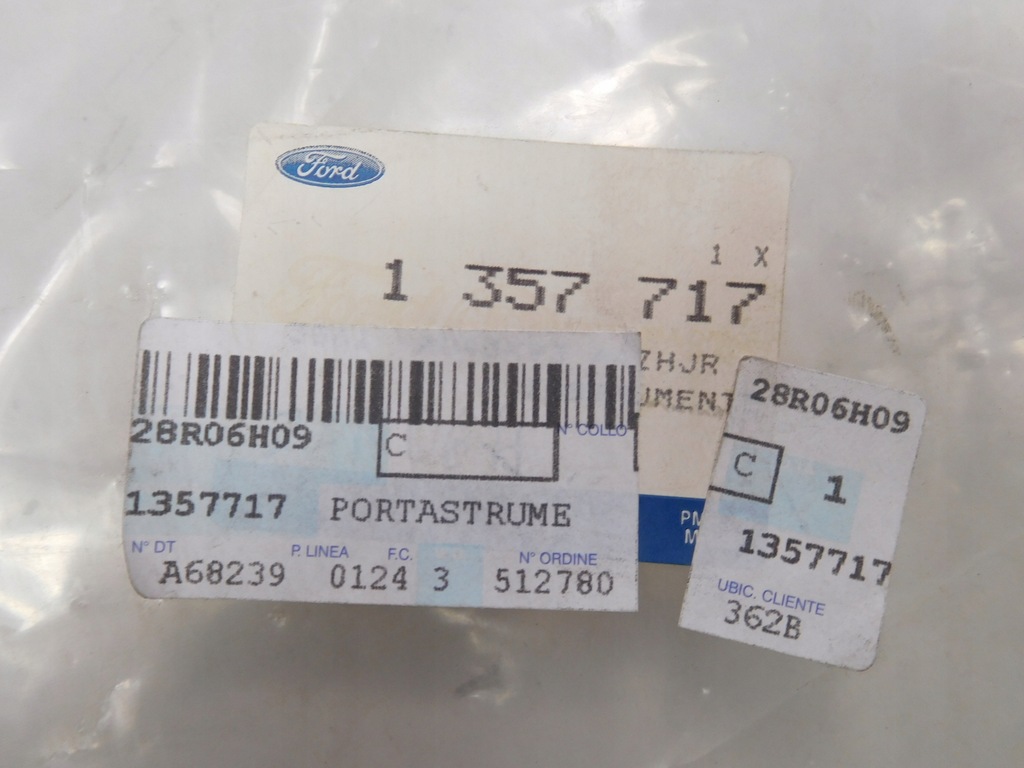 Ford
1 X
1 357 717
ZHJR
UMENT
28R06H09
C
N° COLLO
1357717 PORTASTRUME
N° DT P. LINEA F.C. N° ORDINE
A68239 0124 3 512780
28R06H09
C 1
1357717
UBIC. CLIENTE
362B
PM
M